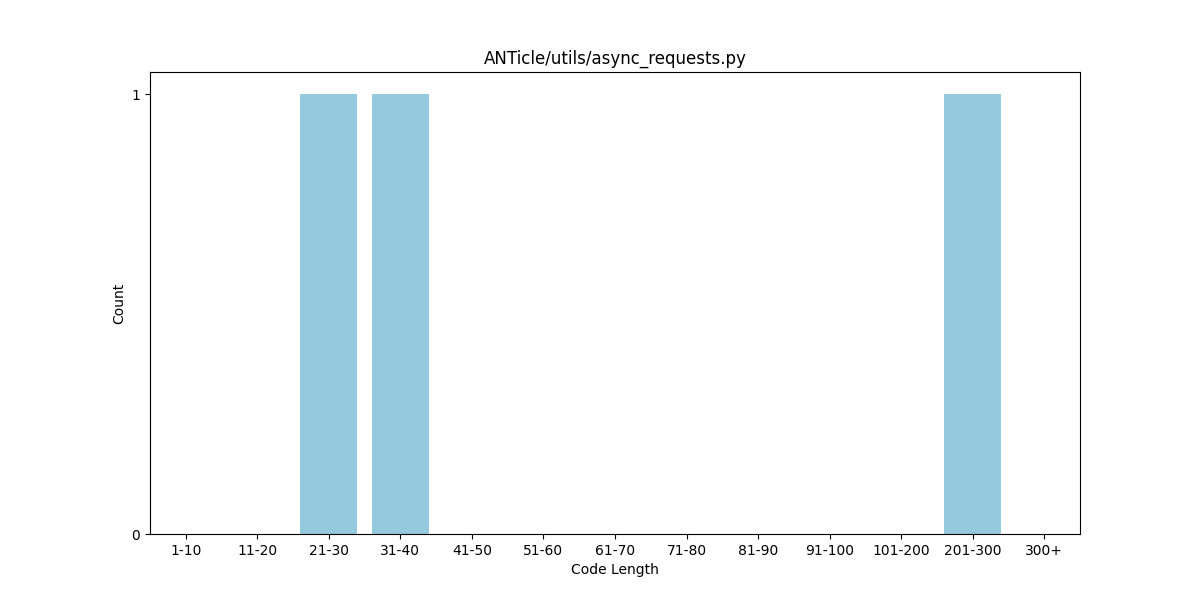 ANTicle/utils/async_requests.py
1
Count
0
1-10 11-20 21-30 31-40 41-50 51-60 61-70 71-80 81-90 91-100 101-200 201-300 300+
Code Length